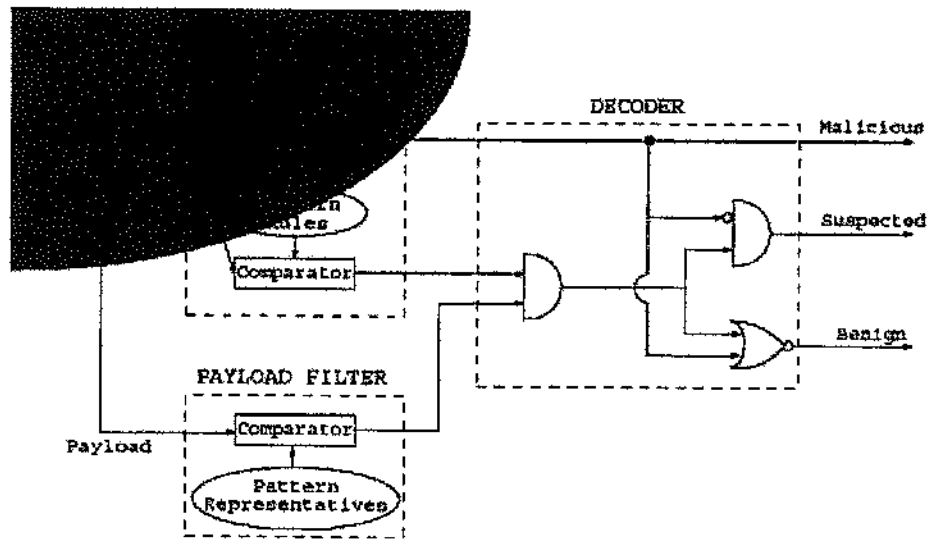 DECODER
Malicious
Suspected
Comparator
Benign
PAYLOAD FILTER
Comparator
Payload
Pattern
Representatives